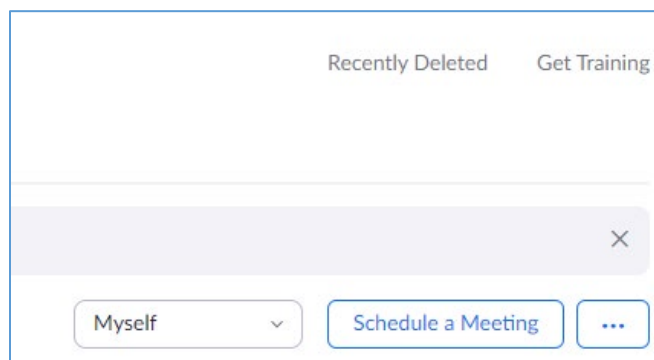 Recently Deleted Get Training
Myself Schedule a Meeting ...